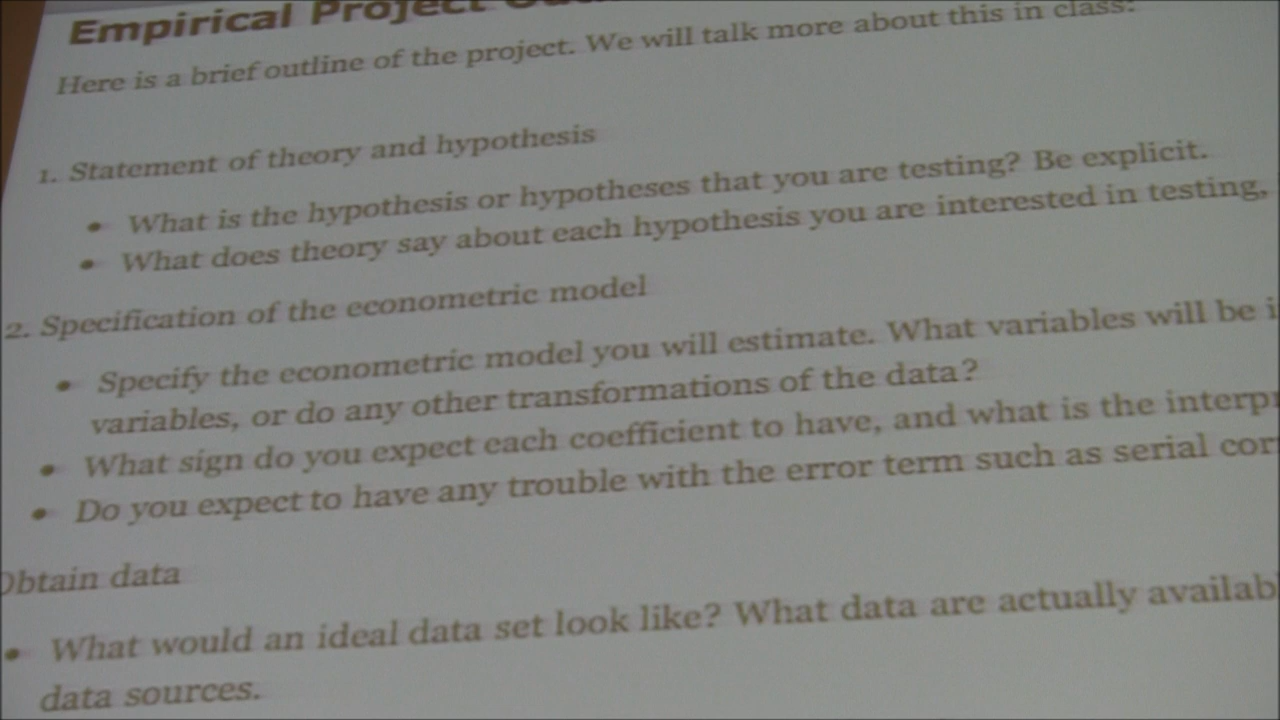 Empirical Project
Here is a brief outline of the project. We will talk more about this in class:
1. Statement of theory and hypothesis
• What is the hypothesis or hypotheses that you are testing? Be explicit.
• What does theory say about each hypothesis you are interested in testing,
2. Specification of the econometric model
• Specify the econometric model you will estimate. What variables will be
variables, or do any other transformations of the data?
• What sign do you expect each coefficient to have, and what is the
• Do you expect to have any trouble with the error term such as serial
Obtain data
• What would an ideal data set look like? What data are actually
data sources.